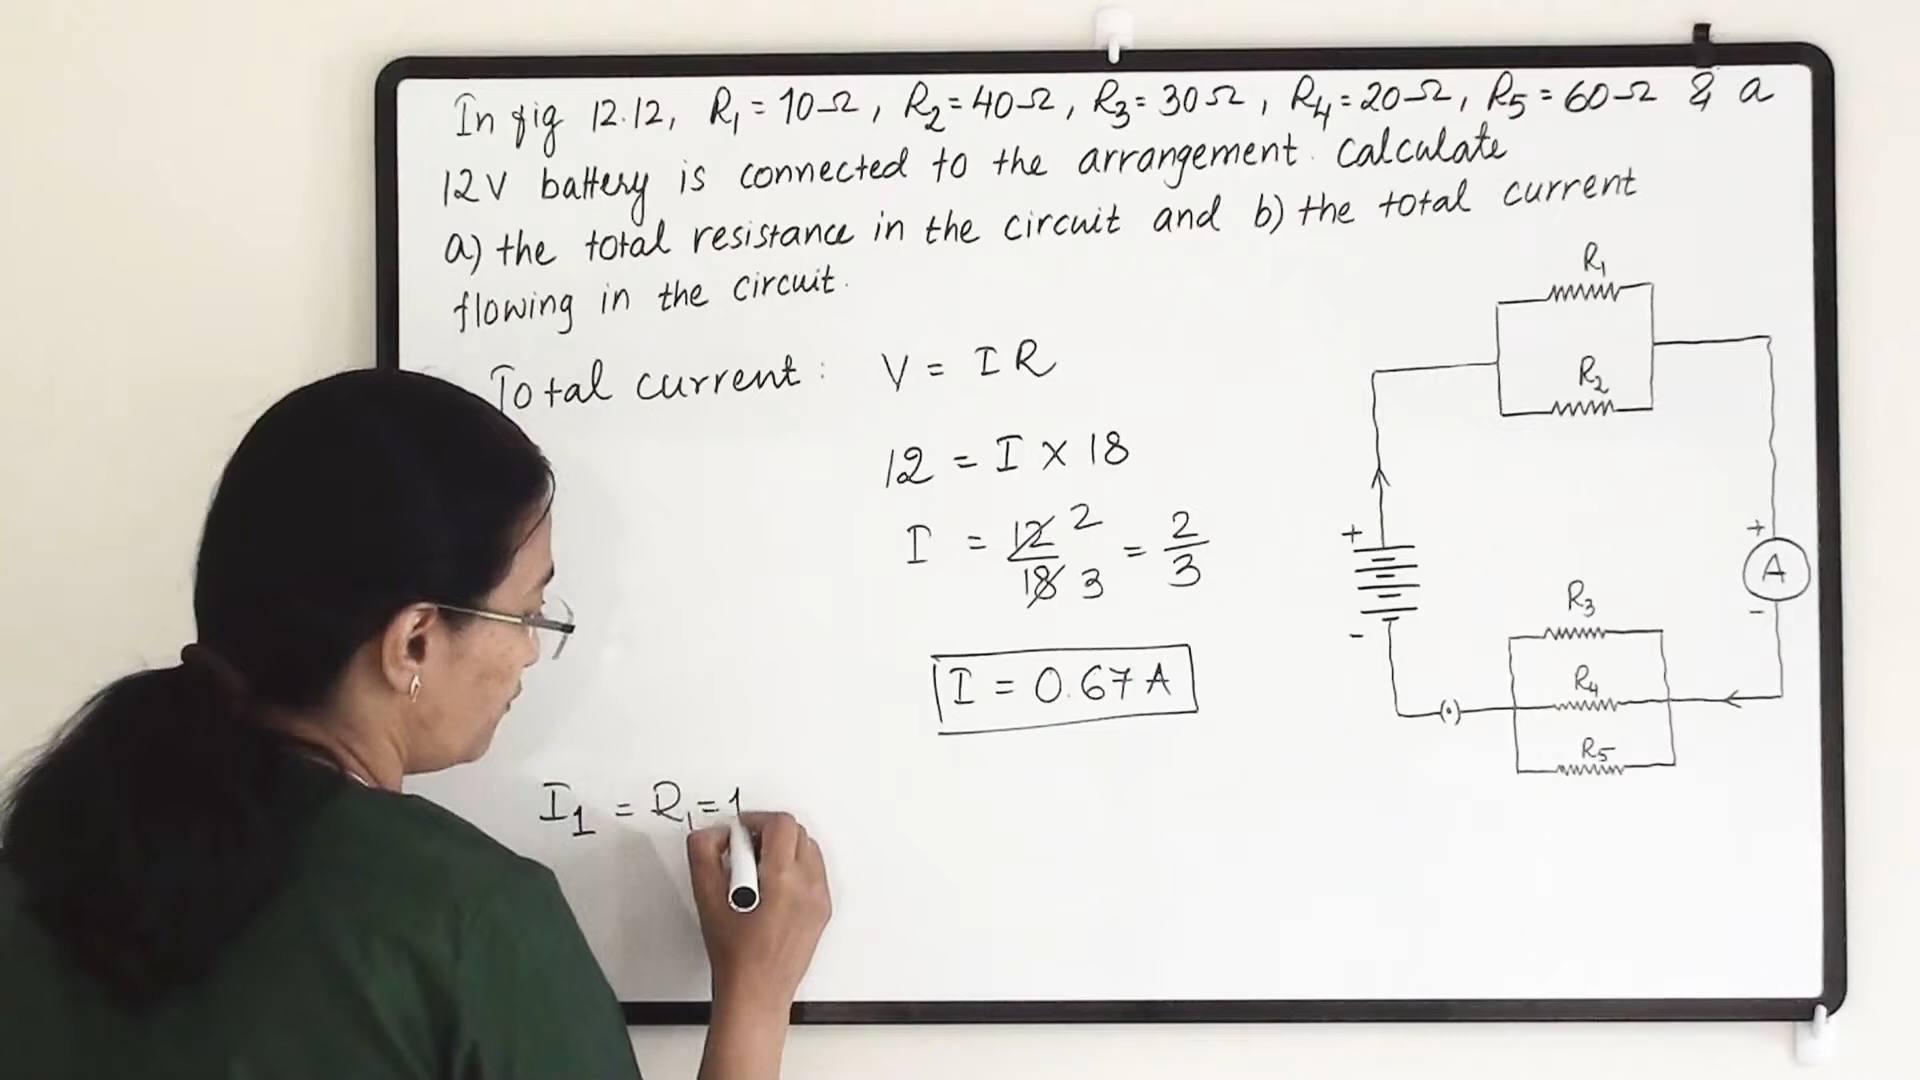 In fig 12.12, R1 = 10Ω, R2 = 40Ω, R3 = 30Ω, R4 = 20Ω, R5 = 60Ω & a
12V battery is connected to the arrangement. Calculate
a) the total resistance in the circuit and b) the total current
flowing in the circuit.
Total current: V = IR
12 = I × 18
I = 12/18 2/3 = 2/3
I = 0.67 A
I1 = R1 = 1
R1
R2
+
-
+
A
-
R3
R4
R5
(·)